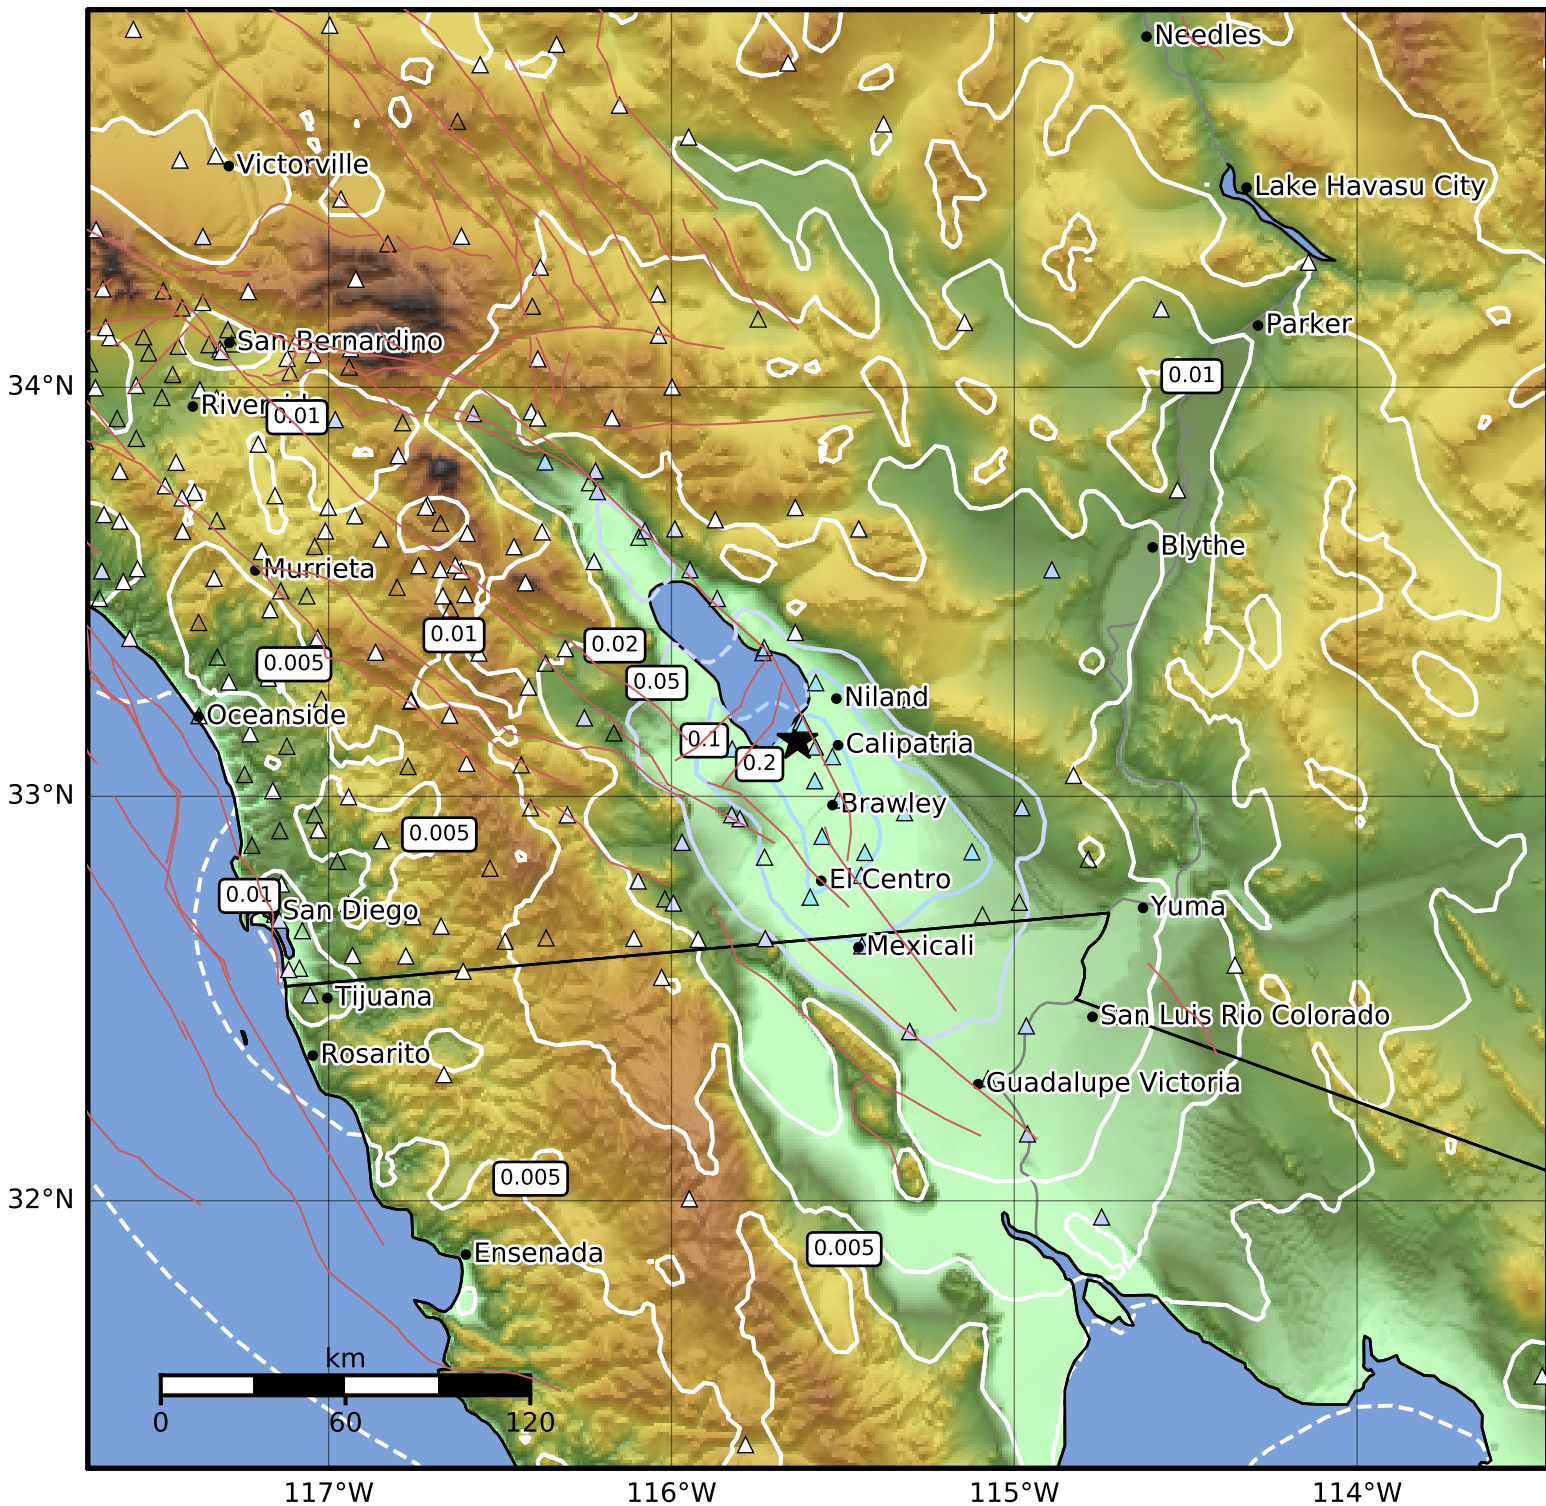 Needles
Victorville
Lake Havasu City
Parker
San Bernardino
0.01
34°N
Riverside
0.01
Blythe
Murrieta
0.01
0.02
0.005
0.05
Niland
Oceanside
0.1
Calipatria
0.2
33°N
Brawley
0.005
El Centro
0.01
San Diego
Yuma
Mexicali
Tijuana
San Luis Rio Colorado
Rosarito
Guadalupe Victoria
0.005
32°N
Ensenada
0.005
km
0 60 120
117°W 116°W 115°W 114°W